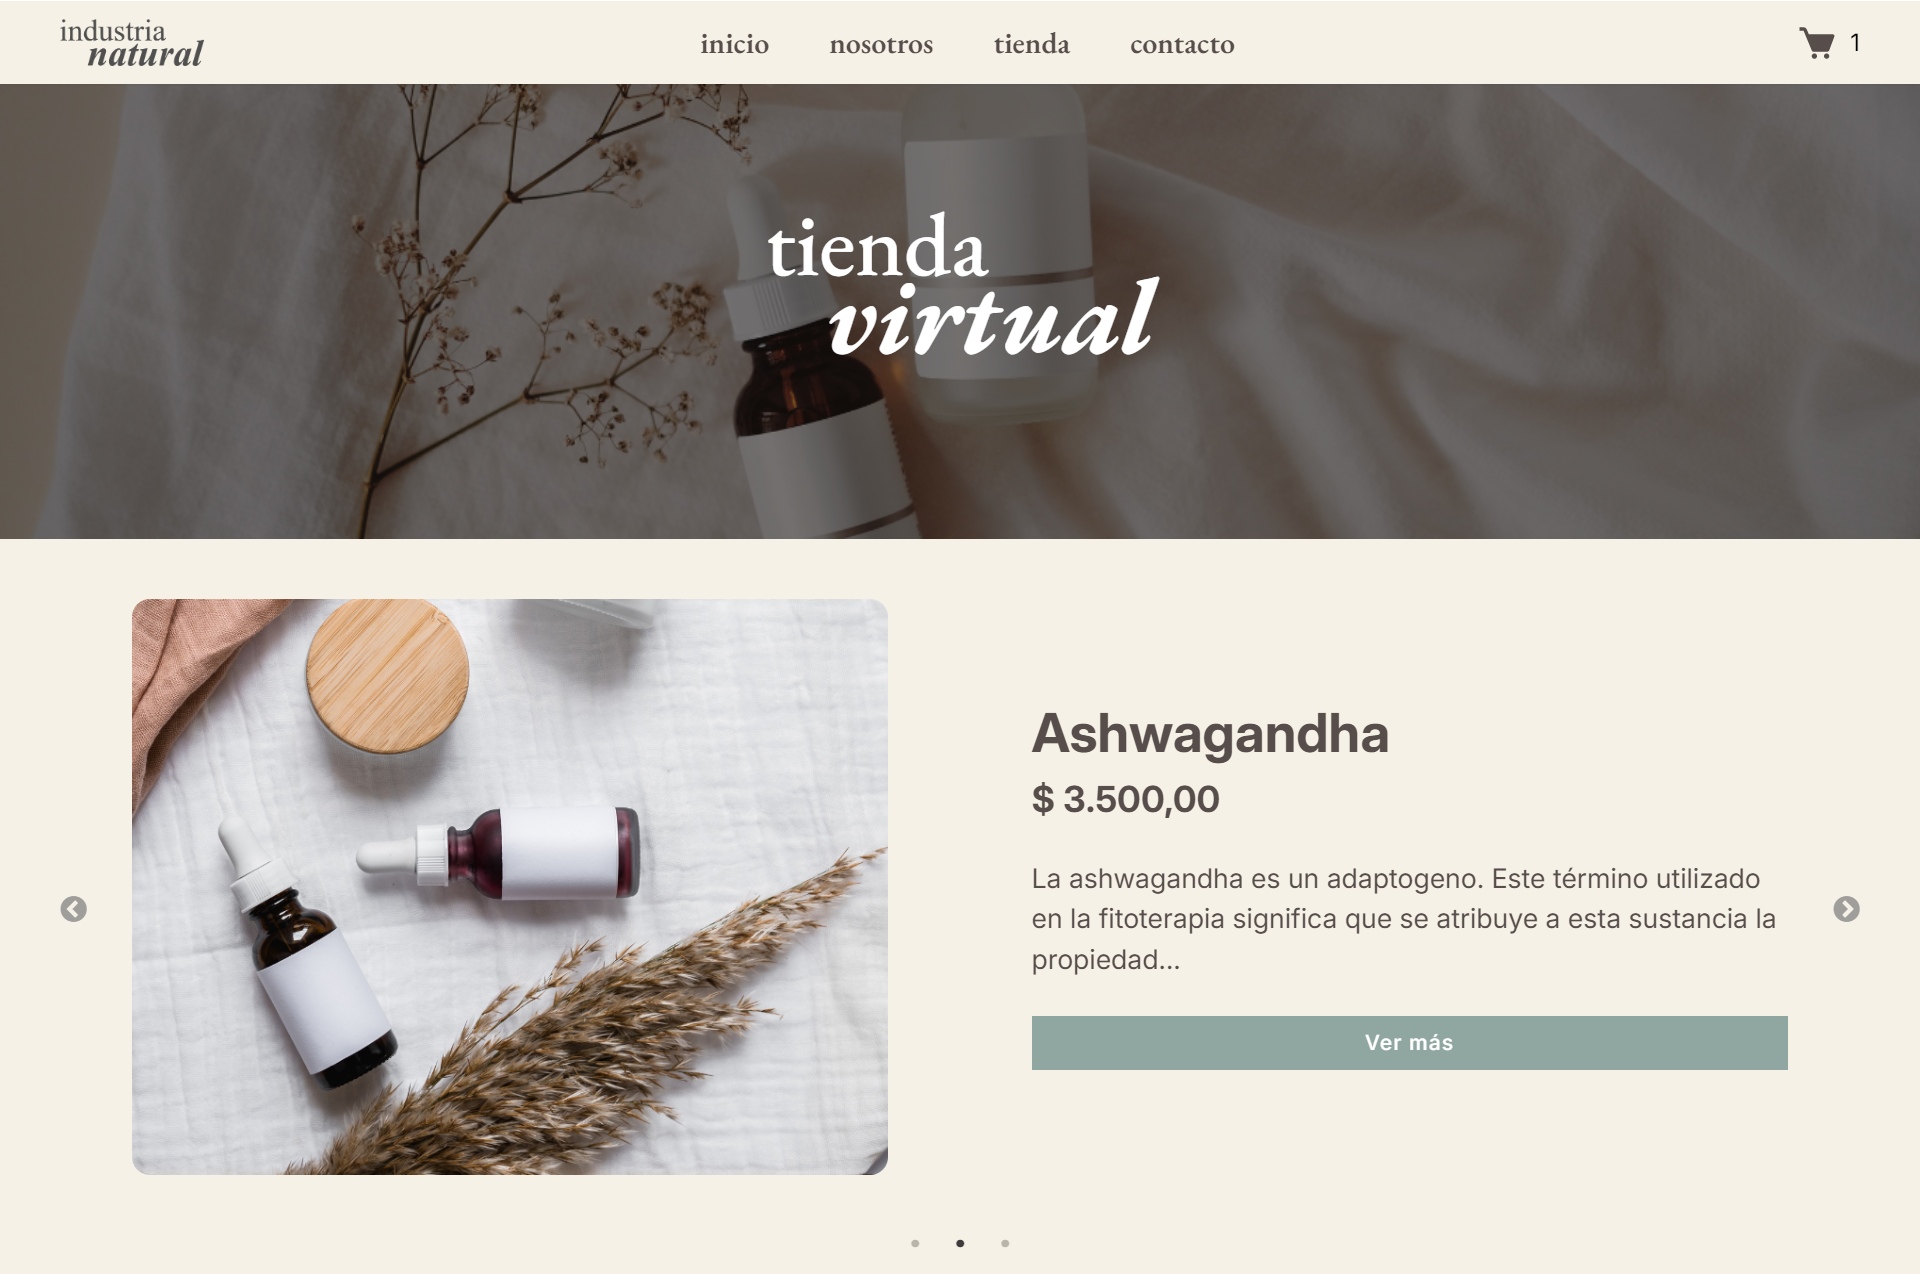 industria
natural
inicio nosotros tienda contacto
1
tienda
virtual
Ashwagandha
$ 3.500,00
La ashwagandha es un adaptogeno. Este término utilizado
en la fitoterapia significa que se atribuye a esta sustancia la
propiedad...
Ver más